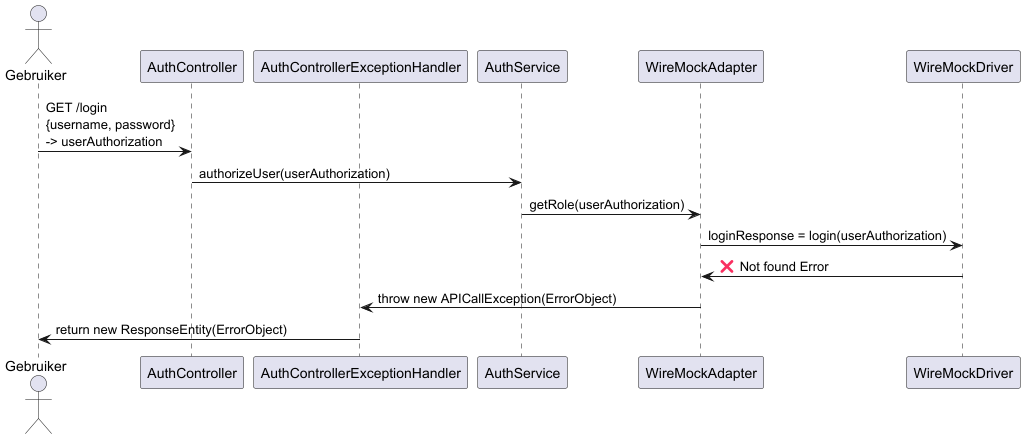 Gebruiker
AuthController
AuthControllerExceptionHandler
AuthService
WireMockAdapter
WireMockDriver
GET /login
{username, password}
-> userAuthorization
authorizeUser(userAuthorization)
getRole(userAuthorization)
loginResponse = login(userAuthorization)
❌ Not found Error
throw new APICallException(ErrorObject)
return new ResponseEntity(ErrorObject)
Gebruiker
AuthController
AuthControllerExceptionHandler
AuthService
WireMockAdapter
WireMockDriver